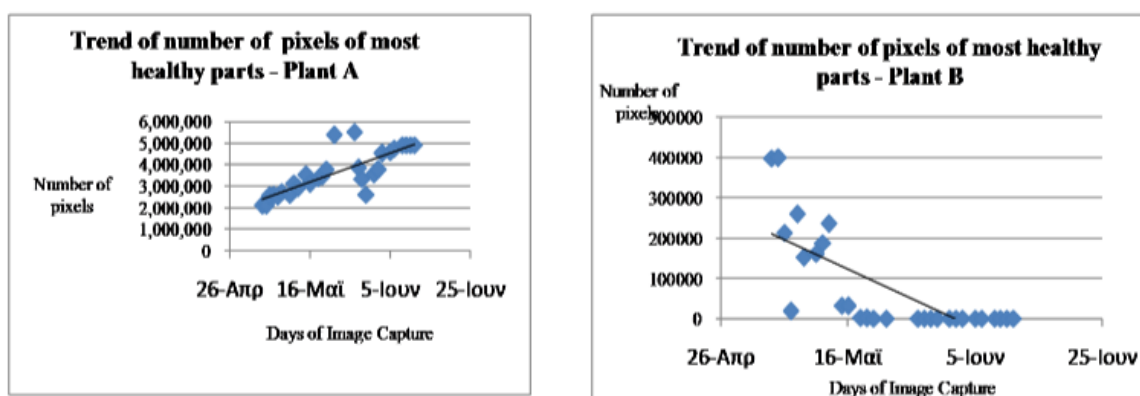 Trend of number of pixels of most
healthy parts - Plant A
Number of
pixels
6,000,000
5,000,000
4,000,000
3,000,000
2,000,000
1,000,000
0
26-Απρ 16-Μαϊ 5-Ιουν 25-Ιουν
Days of Image Capture
Trend of number of pixels of most healthy
parts - Plant B
Number of
pixels
500000
400000
300000
200000
100000
0
26-Απρ 16-Μαϊ 5-Ιουν 25-Ιουν
Days of Image Capture